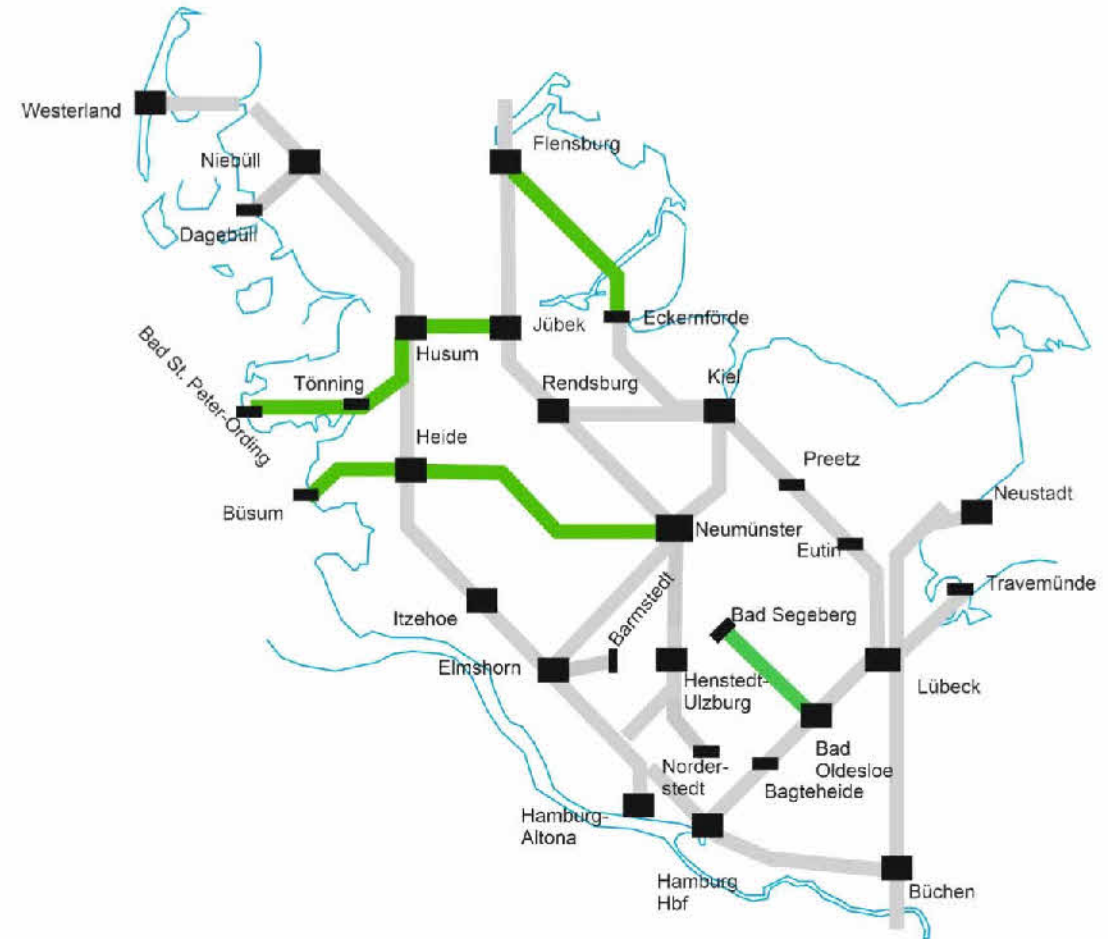 Westerland
Flensburg
Niebüll
Dagebüll
Jübek
Eckernförde
Husum
Bad St. Peter-Ording
Tönning
Rendsburg
Kiel
Heide
Preetz
Büsum
Neustadt
Neumünster
Eutin
Travemünde
Barmstedt
Itzehoe
Bad Segeberg
Elmshorn
Henstedt-
Ulzburg
Lübeck
Bad
Oldesloe
Norder-
stedt
Bagteheide
Hamburg-
Altona
Hamburg
Hbf
Büchen